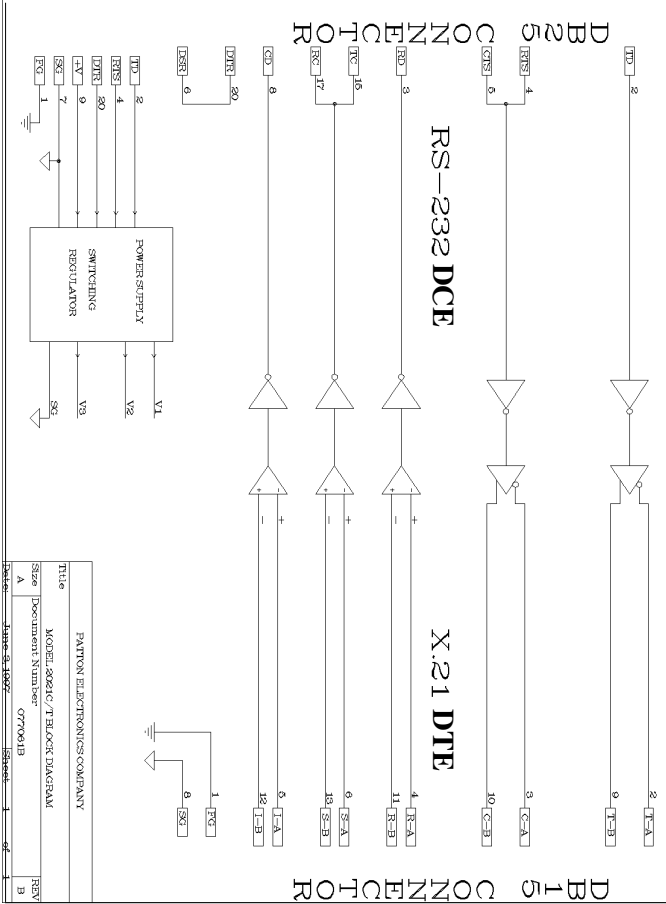 DB25 CONNECTOR
RS-232 DCE
X.21 DTE
DB15 CONNECTOR
TD 2
RTS 4
CTS 5
RD 3
TC 15
RC 17
CD 8
DTR 20
DSR 6
2 T-A
9 T-B
3 C-A
10 C-B
4 R-A
11 R-B
6 S-A
13 S-B
5 I-A
12 I-B
1 FG
8 SG
- +
+ -
- +
+ -
- +
+ -
TD 2
RTS 4
DTR 20
+V 9
SG 7
FG 1
POWER SUPPLY
SWITCHING
REGULATOR
V1
V2
V3
SG
PATTON ELECTRONICS COMPANY
Title
MODEL 2021C/T BLOCK DIAGRAM
Size Document Number REV
A 077061B B
Date: June 3, 1997 Sheet 1 of 1